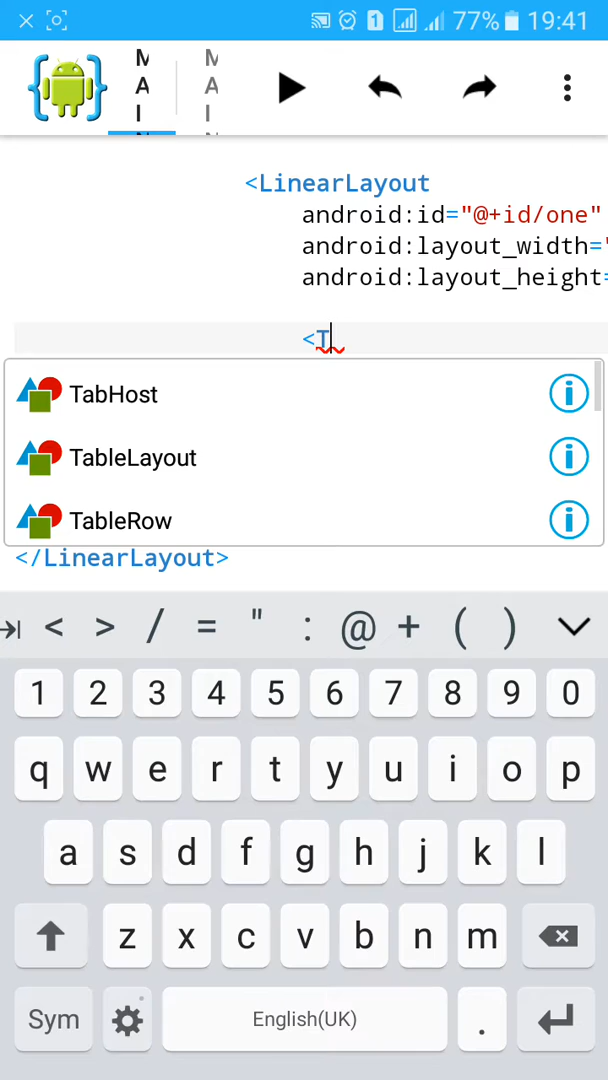 1 77% 19:41
M A I N M A I N
<LinearLayout
android:id="@+id/one"
android:layout_width="
android:layout_height=
<T
TabHost
TableLayout
TableRow
</LinearLayout>
< > / = " : @ + ( )
1 2 3 4 5 6 7 8 9 0
q w e r t y u i o p
a s d f g h j k l
z x c v b n m
Sym English(UK) .